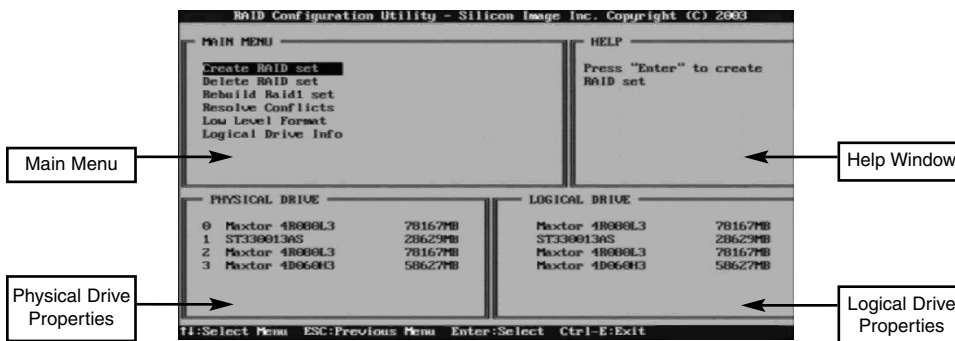 RAID Configuration Utility - Silicon Image Inc. Copyright (C) 2003
MAIN MENU
Create RAID set
Delete RAID set
Rebuild Raid1 set
Resolve Conflicts
Low Level Format
Logical Drive Info
HELP
Press "Enter" to create
RAID set
Main Menu
Help Window
PHYSICAL DRIVE
0 Maxtor 4R080L3 78167MB
1 ST330013AS 28629MB
2 Maxtor 4R080L3 78167MB
3 Maxtor 4D060H3 58627MB
LOGICAL DRIVE
Maxtor 4R080L3 78167MB
ST330013AS 28629MB
Maxtor 4R080L3 78167MB
Maxtor 4D060H3 58627MB
Physical Drive
Properties
Logical Drive
Properties
↑↓:Select Menu ESC:Previous Menu Enter:Select Ctrl-E:Exit